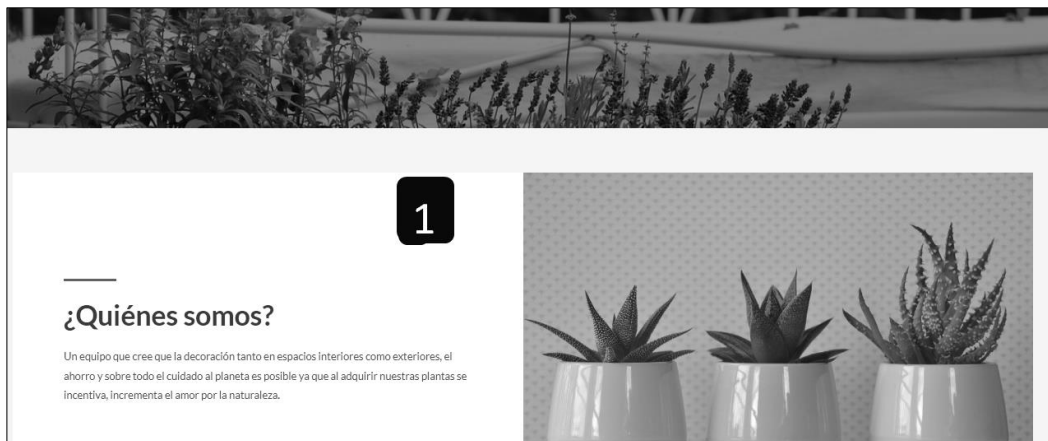 1
¿Quiénes somos?
Un equipo que cree que la decoración tanto en espacios interiores como exteriores, el
ahorro y sobre todo el cuidado al planeta es posible ya que al adquirir nuestras plantas se
incentiva, incrementa el amor por la naturaleza.